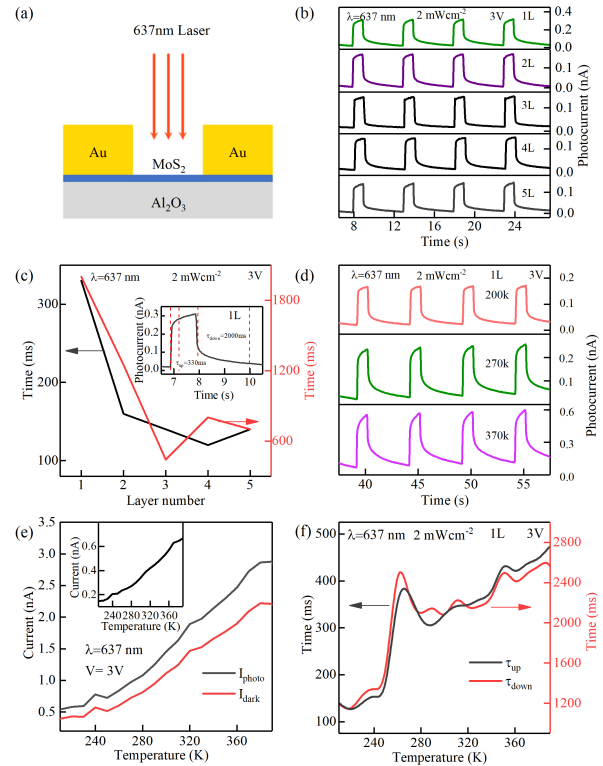 (a)
637nm Laser
Au
MoS₂
Au
Al₂O₃
(b)
λ=637 nm 2 mWcm⁻² 3V 1L
2L
3L
4L
5L
0.4
0.2
0.0
0.1
0.0
0.1
0.0
0.1
0.0
0.1
0.0
Photocurrent (nA)
8 12 16 20 24
Time (s)
(c)
λ=637 nm 2 mWcm⁻² 3V
300
200
100
Time (ms)
1800
1200
600
Time (ms)
1 2 3 4 5
Layer number
1L
0.3
0.2
0.1
0.0
Photocurrent (nA)
τdown=2000ms
τup=330ms
7 8 9 10
Time (s)
(d)
λ=637 nm 2 mWcm⁻² 1L 3V
200k
270k
370k
0.2
0.1
0.0
0.2
0.1
0.6
0.3
0.0
Photocurrent (nA)
40 45 50 55
Time (s)
(e)
3.5
3.0
2.5
2.0
1.5
1.0
0.5
Current (nA)
0.6
0.4
0.2
Current (nA)
240 280 320 360
Temperature (K)
λ=637 nm
V= 3V
Iphoto
Idark
240 280 320 360
Temperature (K)
(f)
λ=637 nm 2 mWcm⁻² 1L 3V
500
400
300
200
100
Time (ms)
2800
2400
2000
1600
1200
Time (ms)
τup
τdown
240 280 320 360
Temperature (K)